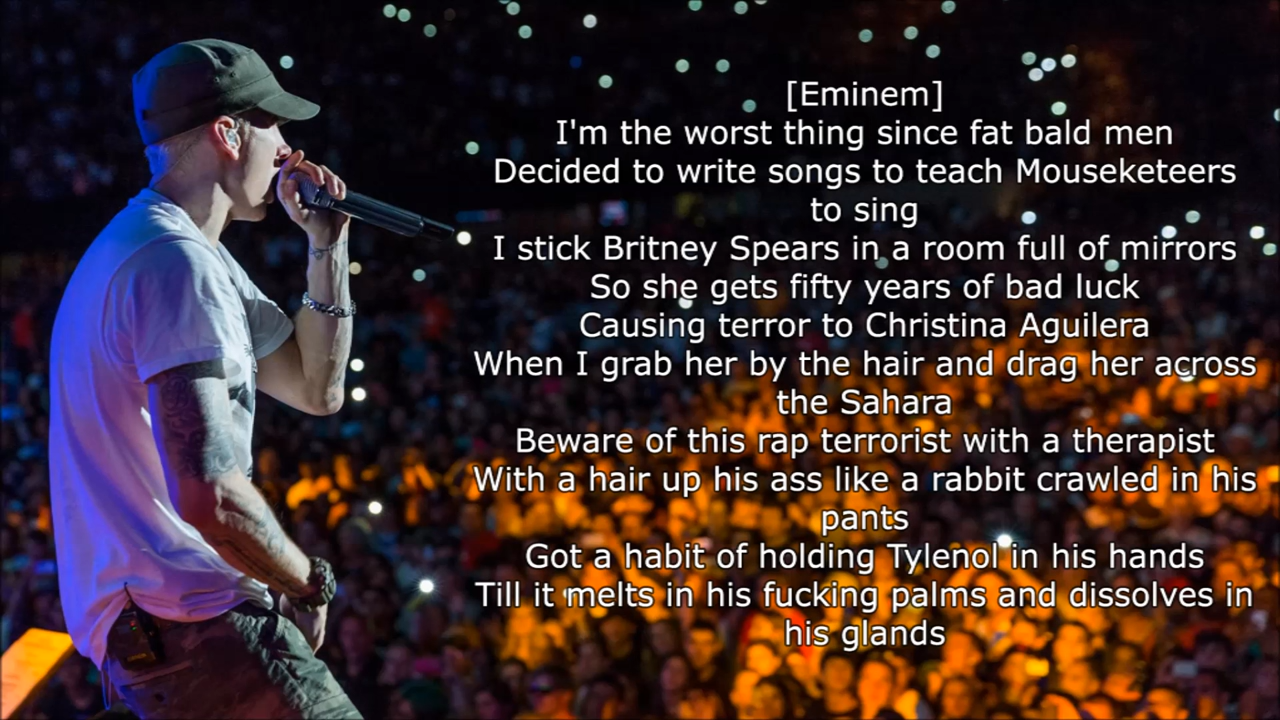 [Eminem]
I'm the worst thing since fat bald men
Decided to write songs to teach Mouseketeers
to sing
I stick Britney Spears in a room full of mirrors
So she gets fifty years of bad luck
Causing terror to Christina Aguilera
When I grab her by the hair and drag her across
the Sahara
Beware of this rap terrorist with a therapist
With a hair up his ass like a rabbit crawled in his
pants
Got a habit of holding Tylenol in his hands
Till it melts in his fucking palms and dissolves in
his glands